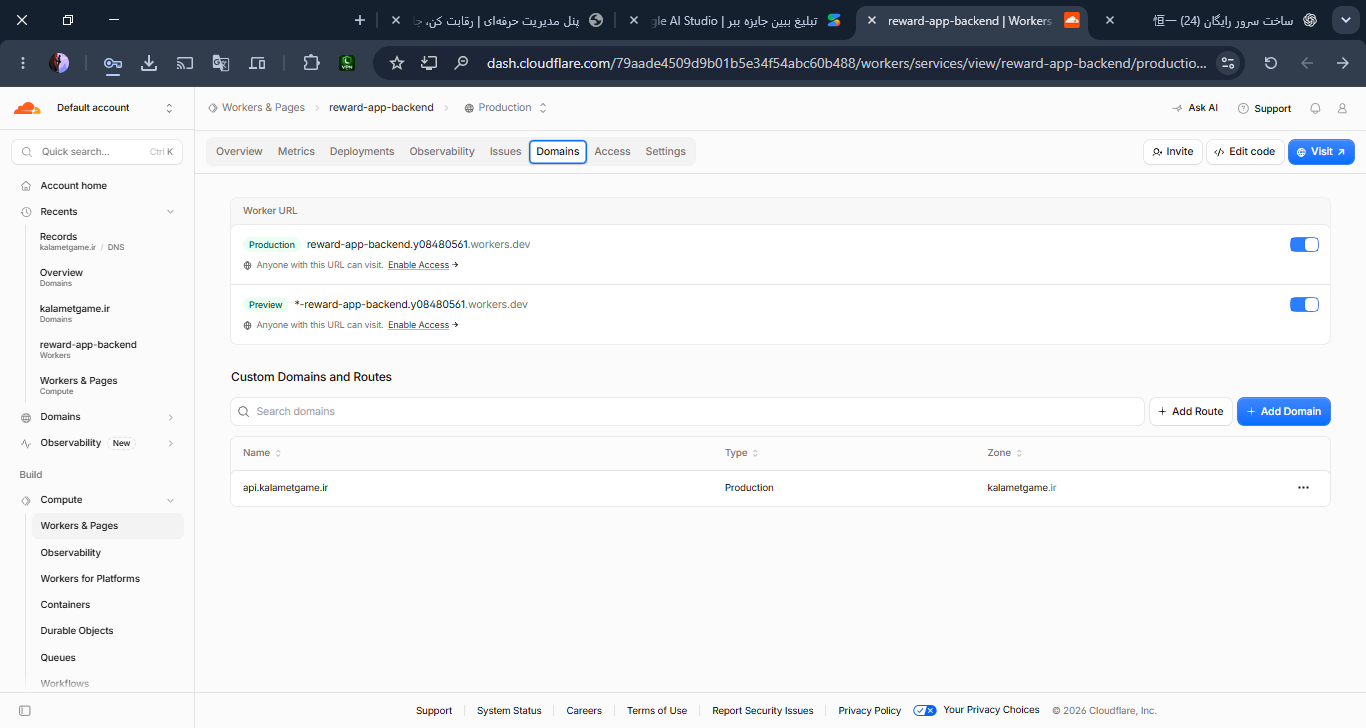 ساخت سرور رایگان (24) 恒一
reward-app-backend | Workers
تبلیغ ببین جایزه ببر | gle AI Studio
پنل مدیریت حرفه‌ای | رقابت کن، جا
dash.cloudflare.com/79aade4509d9b01b5e34f54abc60b488/workers/services/view/reward-app-backend/productio...
VPN
Default account
Workers & Pages
reward-app-backend
Production
Ask AI
Support
Quick search...
Ctrl K
Overview
Metrics
Deployments
Observability
Issues
Domains
Access
Settings
Invite
Edit code
Visit
Account home
Recents
Records
kalametgame.ir / DNS
Overview
Domains
kalametgame.ir
Domains
reward-app-backend
Workers
Workers & Pages
Compute
Domains
Observability New
Build
Compute
Workers & Pages
Observability
Workers for Platforms
Containers
Durable Objects
Queues
Workflows
Worker URL
Production reward-app-backend.y08480561.workers.dev
Anyone with this URL can visit. Enable Access
Preview *-reward-app-backend.y08480561.workers.dev
Anyone with this URL can visit. Enable Access
Custom Domains and Routes
Search domains
+ Add Route
+ Add Domain
Name Type Zone
api.kalametgame.ir Production kalametgame.ir
Support System Status Careers Terms of Use Report Security Issues Privacy Policy Your Privacy Choices © 2026 Cloudflare, Inc.